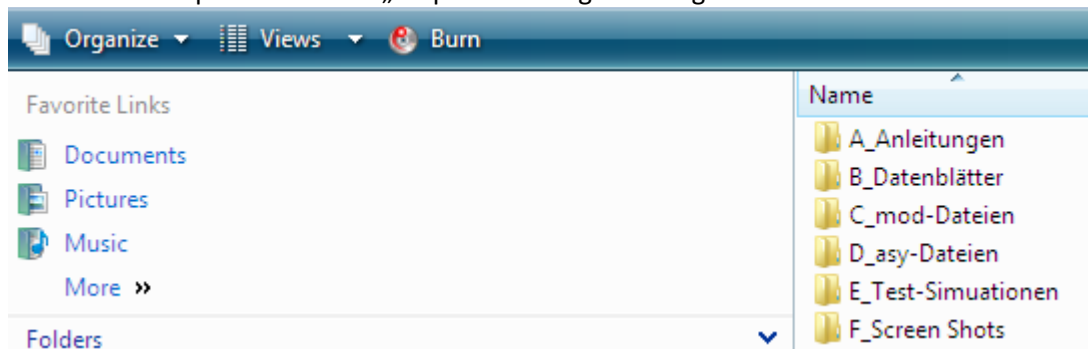 Organize Views Burn
Favorite Links
Documents
Pictures
Music
More »
Folders
Name
A_Anleitungen
B_Datenblätter
C_mod-Dateien
D_asy-Dateien
E_Test-Simuationen
F_Screen Shots